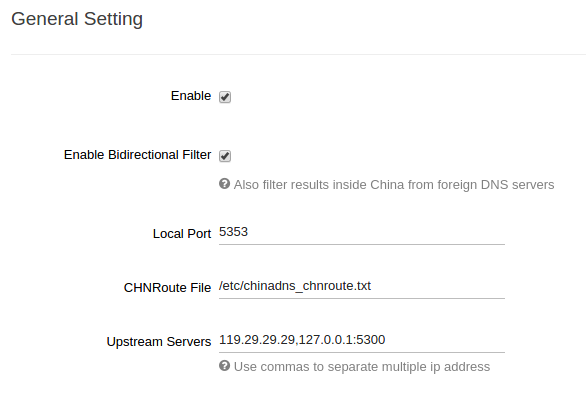 General Setting
Enable
Enable Bidirectional Filter
Also filter results inside China from foreign DNS servers
Local Port 5353
CHNRoute File /etc/chinadns_chnroute.txt
Upstream Servers 119.29.29.29,127.0.0.1:5300
Use commas to separate multiple ip address